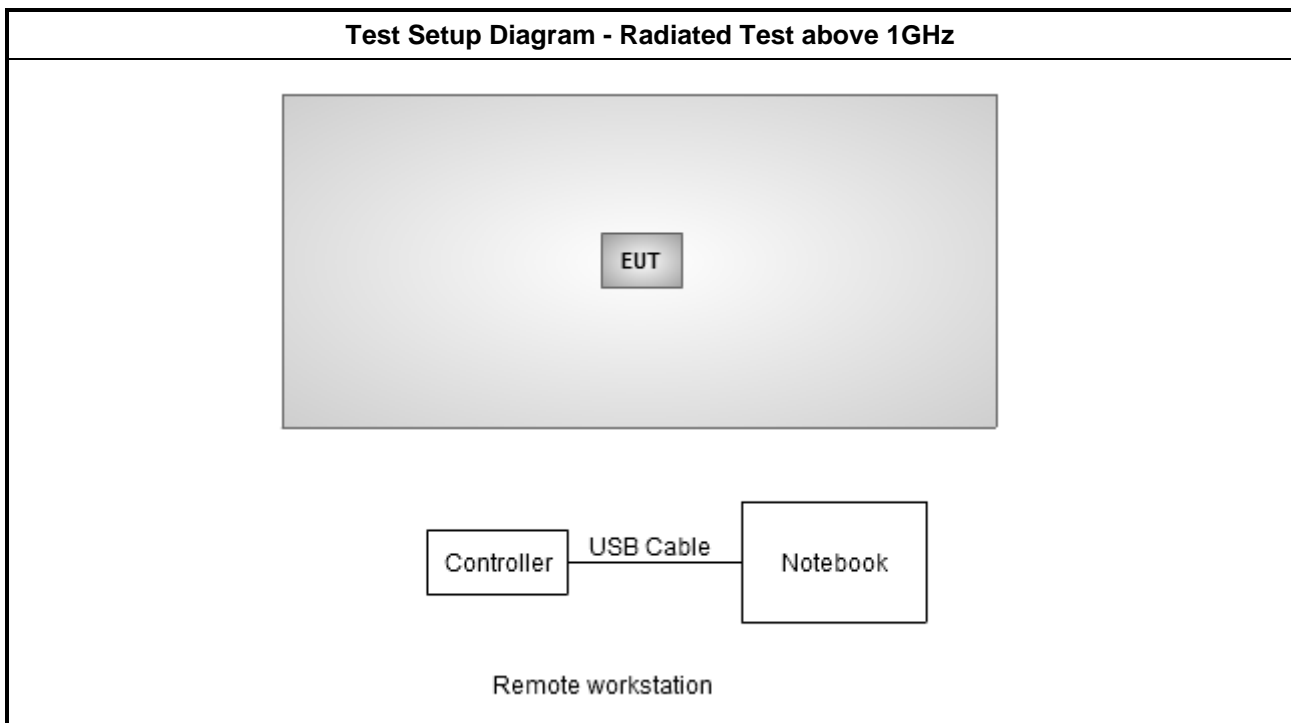 Test Setup Diagram - Radiated Test above 1GHz
EUT
USB Cable
Controller
Notebook
Remote workstation